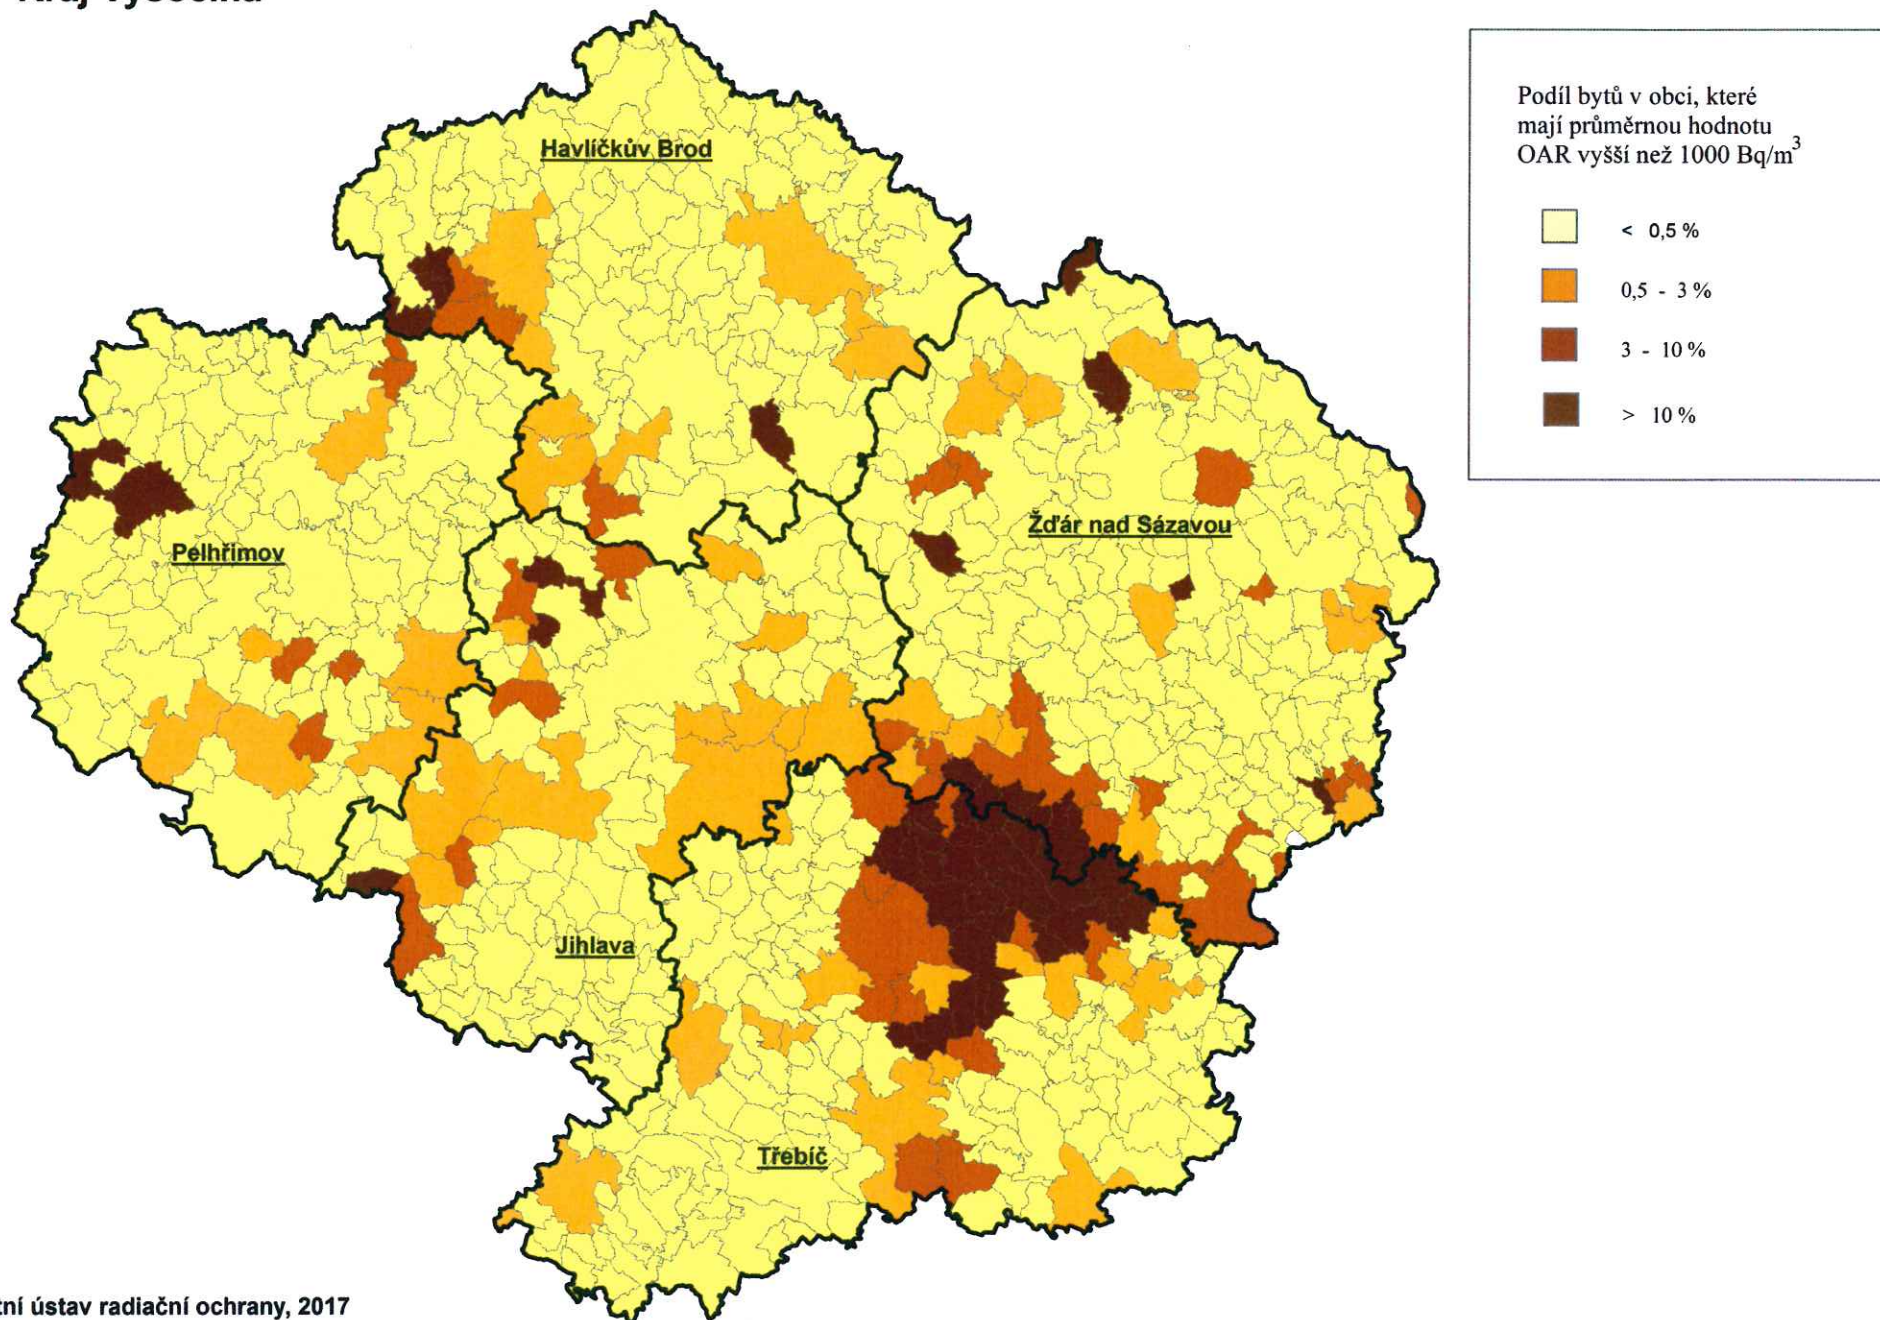 Havlíčkův Brod
Pelhřimov
Žďár nad Sázavou
Jihlava
Třebíč
Podíl bytů v obci, které
mají průměrnou hodnotu
OAR vyšší než 1000 Bq/m³
< 0,5 %
0,5 - 3 %
3 - 10 %
> 10 %
tní ústav radiační ochrany, 2017